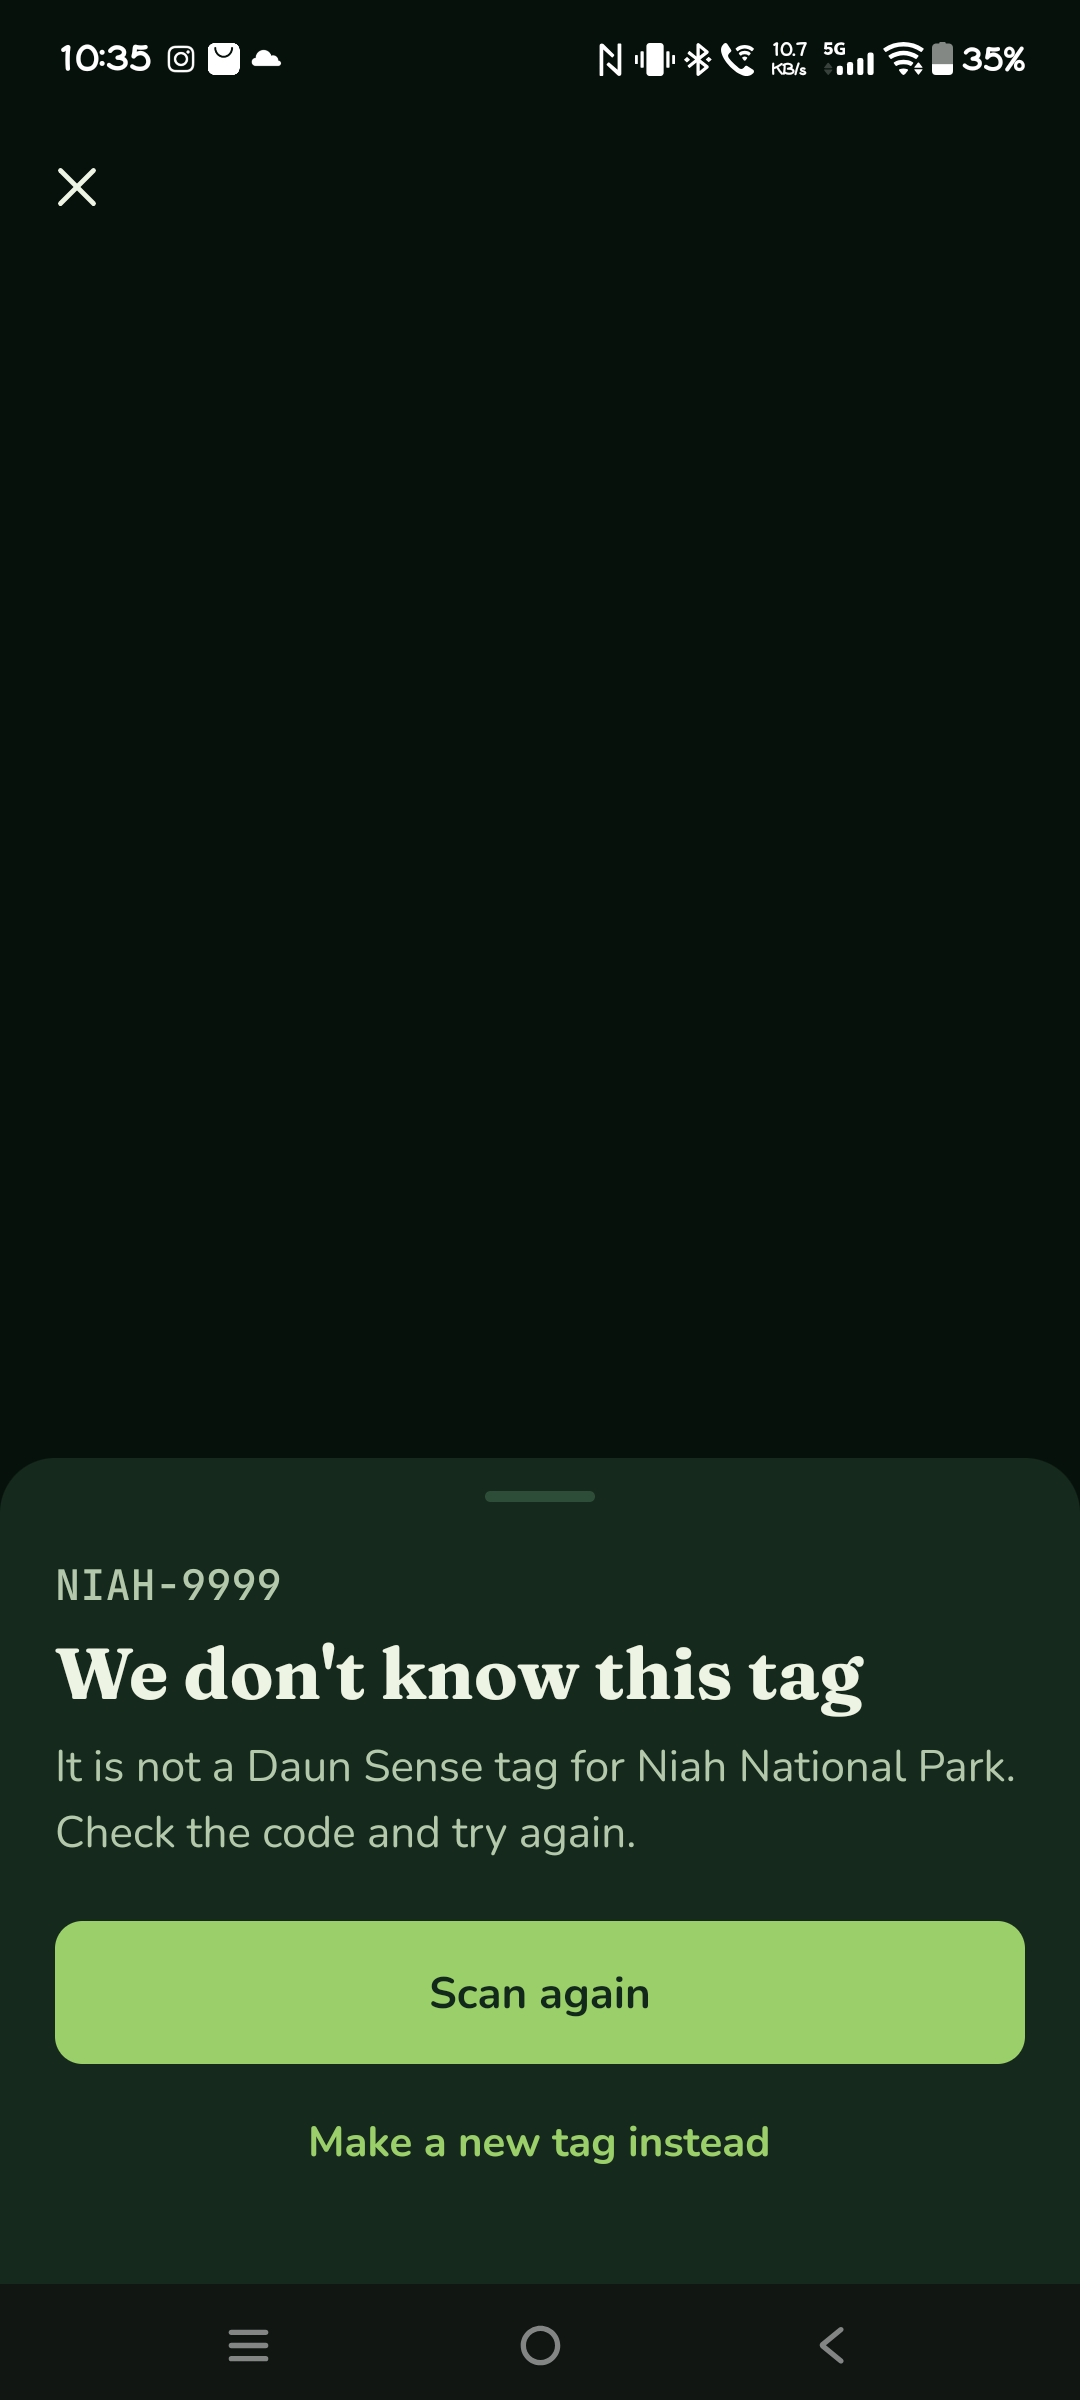 10:35
10.7
KB/s
5G
35%
NIAH-9999
We don't know this tag
It is not a Daun Sense tag for Niah National Park.
Check the code and try again.
Scan again
Make a new tag instead